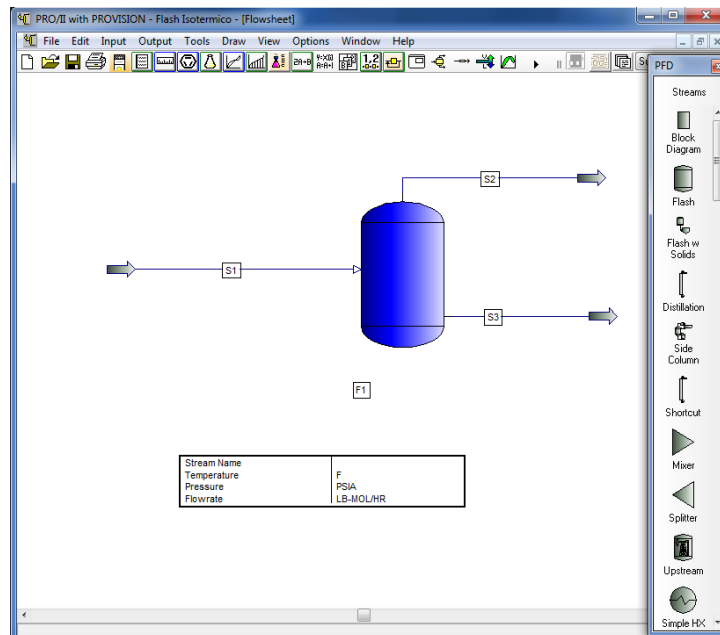 PRO/II with PROVISION - Flash Isotermico - [Flowsheet]
File Edit Input Output Tools Draw View Options Window Help
PFD
Streams
Block
Diagram
Flash
Flash w
Solids
Distillation
Side
Column
Shortcut
Mixer
Splitter
Upstream
Simple HX
S2
S1
S3
F1
Stream Name
Temperature F
Pressure PSIA
Flowrate LB-MOL/HR